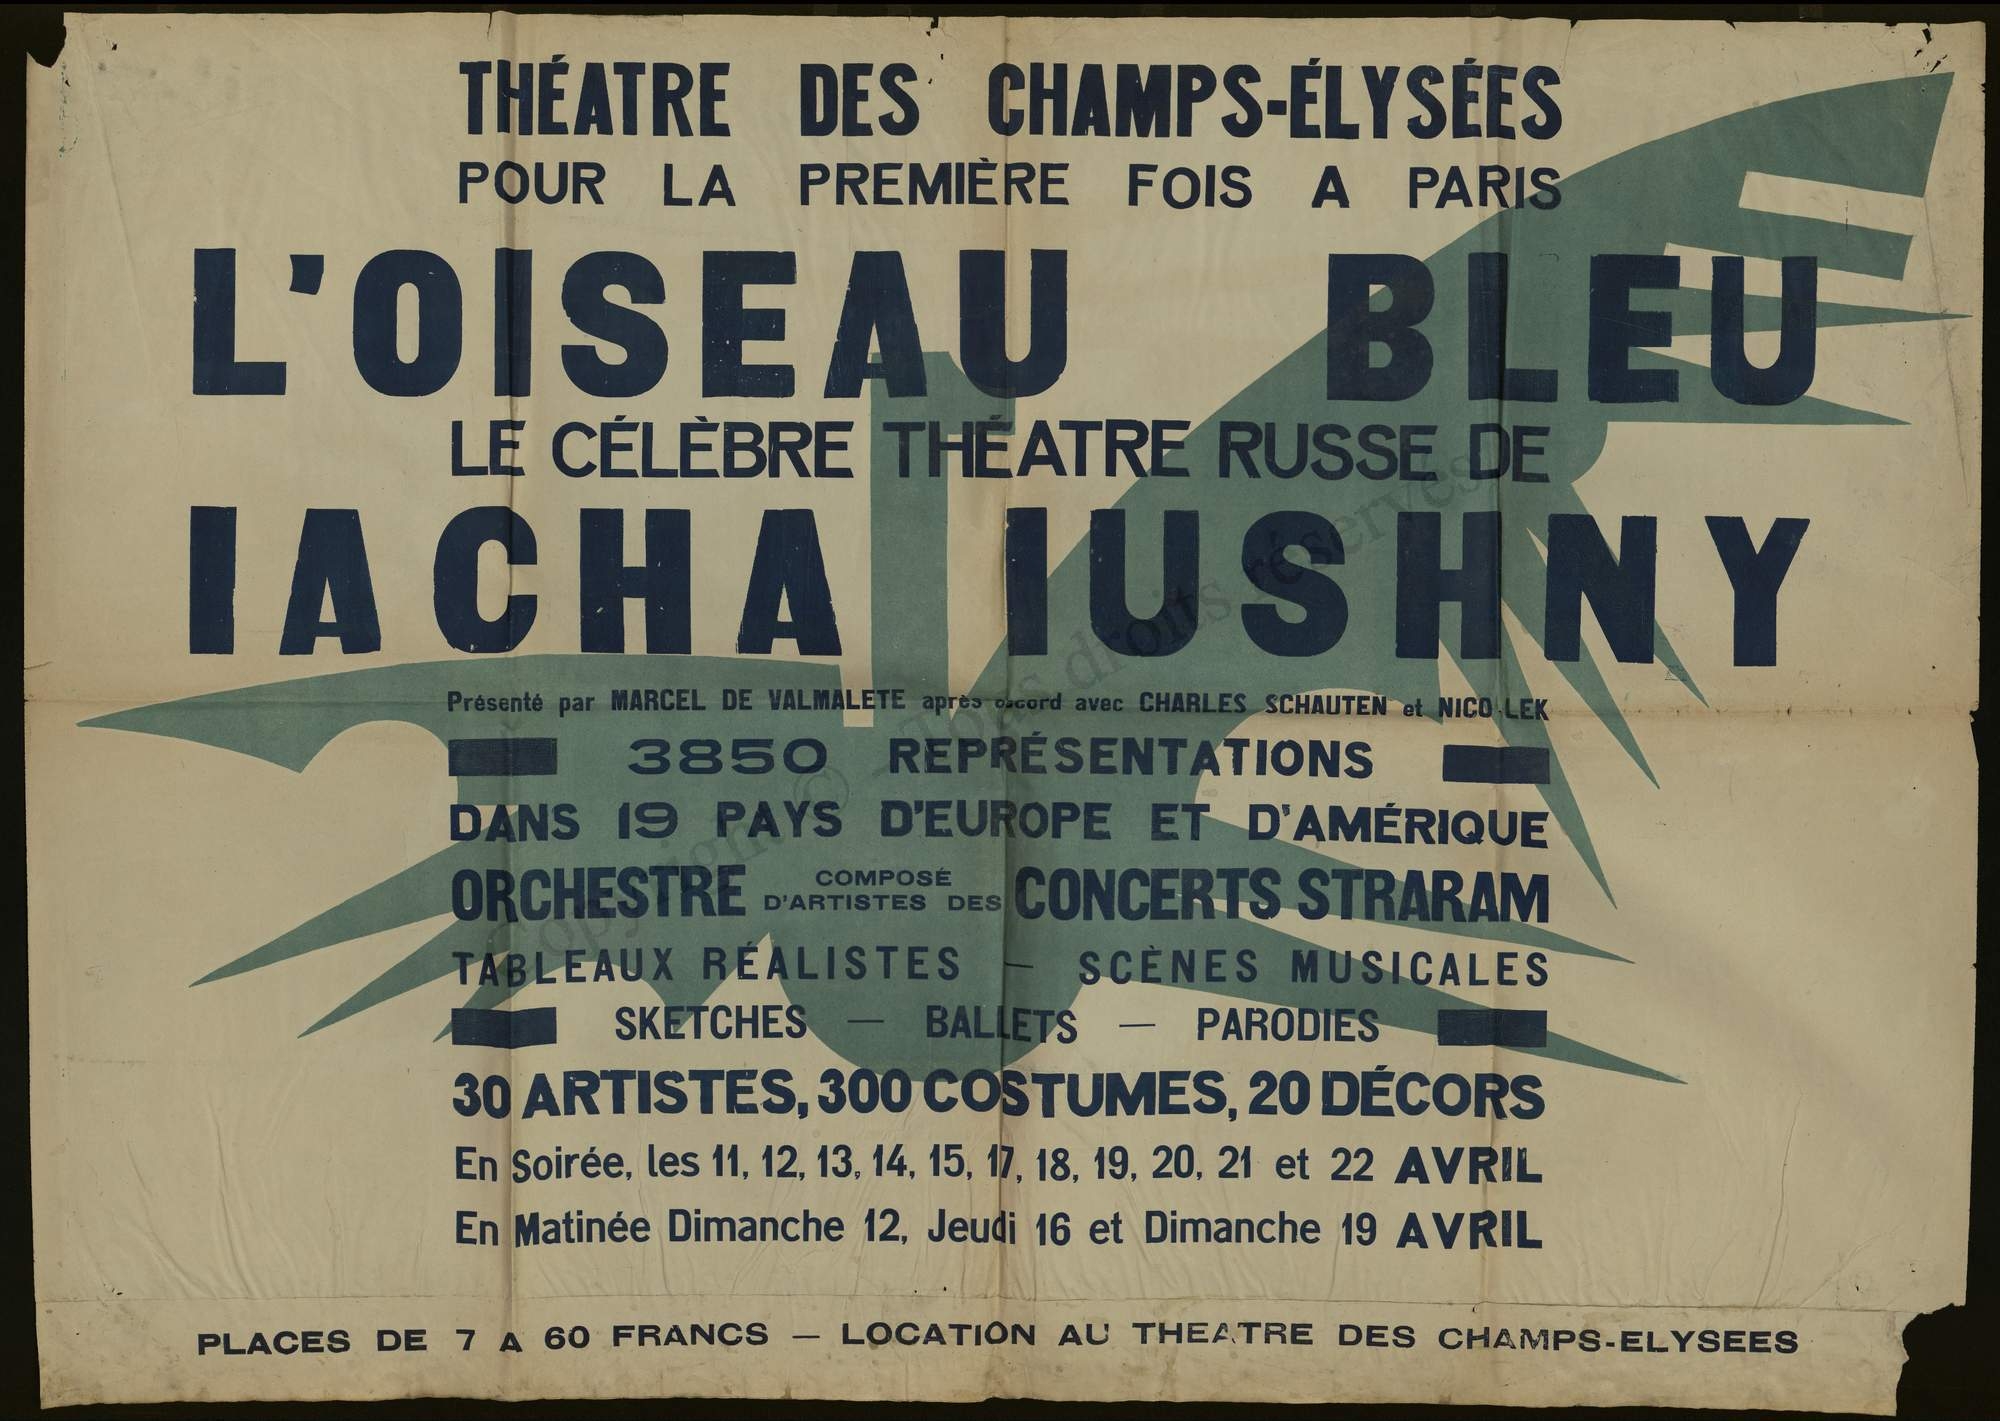 THÉATRE DES CHAMPS-ÉLYSÉES
POUR LA PREMIÈRE FOIS A PARIS
L'OISEAU BLEU
LE CÉLÈBRE THÉATRE RUSSE DE
IACHA IUSHNY
Présenté par MARCEL DE VALMALETE après accord avec CHARLES SCHAUTEN et NICO LEK
3850 REPRÉSENTATIONS
DANS 19 PAYS D'EUROPE ET D'AMÉRIQUE
ORCHESTRE COMPOSÉ D'ARTISTES DES CONCERTS STRARAM
TABLEAUX RÉALISTES — SCÈNES MUSICALES
SKETCHES — BALLETS — PARODIES
30 ARTISTES, 300 COSTUMES, 20 DÉCORS
En Soirée, les 11, 12, 13, 14, 15, 17, 18, 19, 20, 21 et 22 AVRIL
En Matinée Dimanche 12, Jeudi 16 et Dimanche 19 AVRIL
PLACES DE 7 A 60 FRANCS — LOCATION AU THEATRE DES CHAMPS-ELYSEES
Copyright © - Tous droits réservés